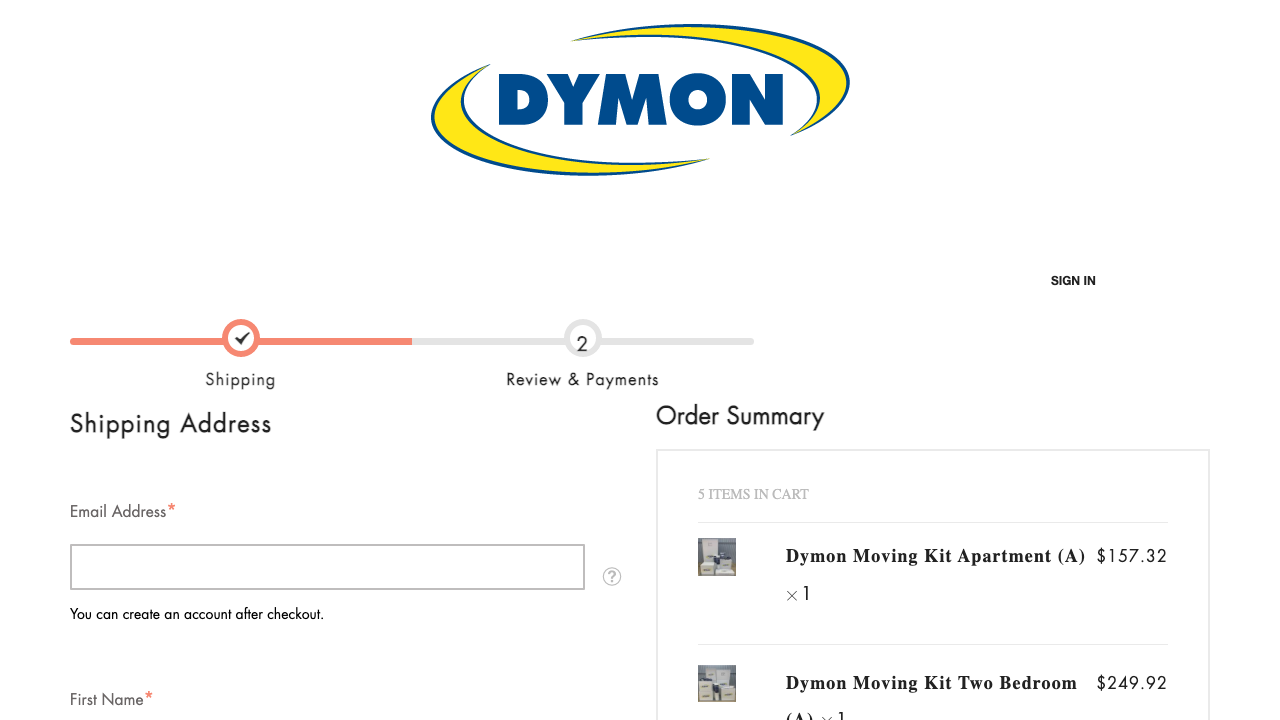 DYMON
SIGN IN
2
Shipping
Review & Payments
Shipping Address
Order Summary
5 ITEMS IN CART
Email Address*
Dymon Moving Kit Apartment (A) $157.32
× 1
?
You can create an account after checkout.
Dymon Moving Kit Two Bedroom $249.92
(A) × 1
First Name*